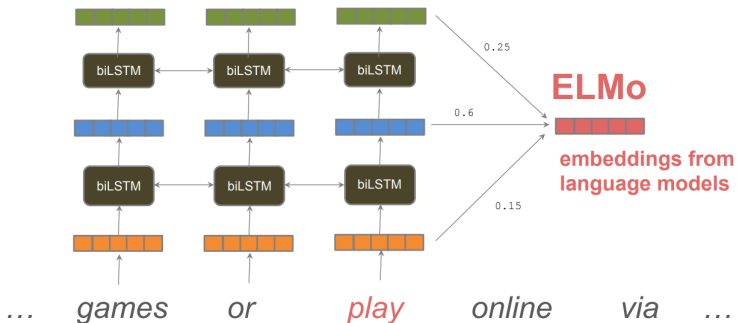 biLSTM biLSTM biLSTM
0.25
ELMo
0.6
embeddings from
language models
biLSTM biLSTM biLSTM
0.15
... games or play online via ...